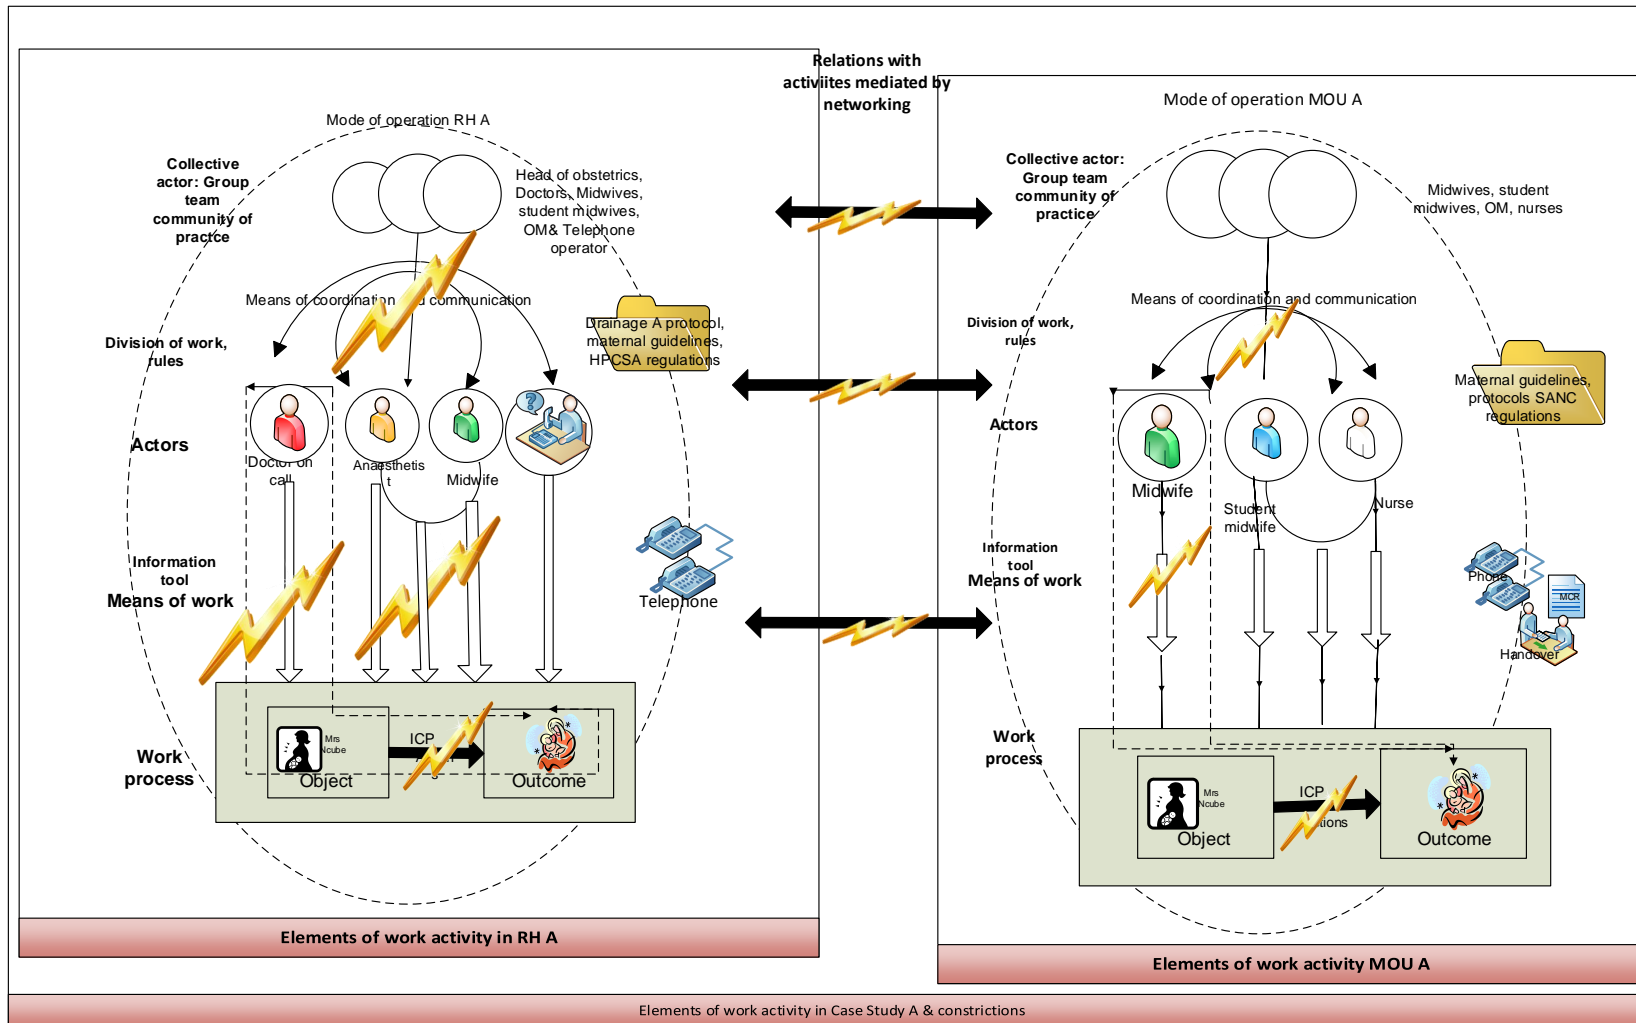 Relations with
activiites mediated by
networking
Mode of operation RH A
Collective
actor: Group
team
community of
practce
Head of obstetrics,
Doctors, Midwives,
student midwives,
OM& Telephone
operator
Means of coordination and communication
Division of work,
rules
Drainage A protocol,
maternal guidelines,
HPCSA regulations
Actors
Doctor on
call
Anaesthetis
t
Midwife
Information
tool
Means of work
Telephone
Work
process
Mrs
Ncube
Object
ICP
Outcome
Elements of work activity in RH A
Mode of operation MOU A
Collective actor:
Group team
community of
practice
Midwives, student
midwives, OM, nurses
Means of coordination and communication
Division of work,
rules
Maternal guidelines,
protocols SANC
regulations
Actors
Midwife
Student
midwife
Nurse
Information
tool
Means of work
Phone
MCR
Handover
Work
process
Mrs
Ncube
Object
ICP
Outcome
Elements of work activity MOU A
Elements of work activity in Case Study A & constrictions